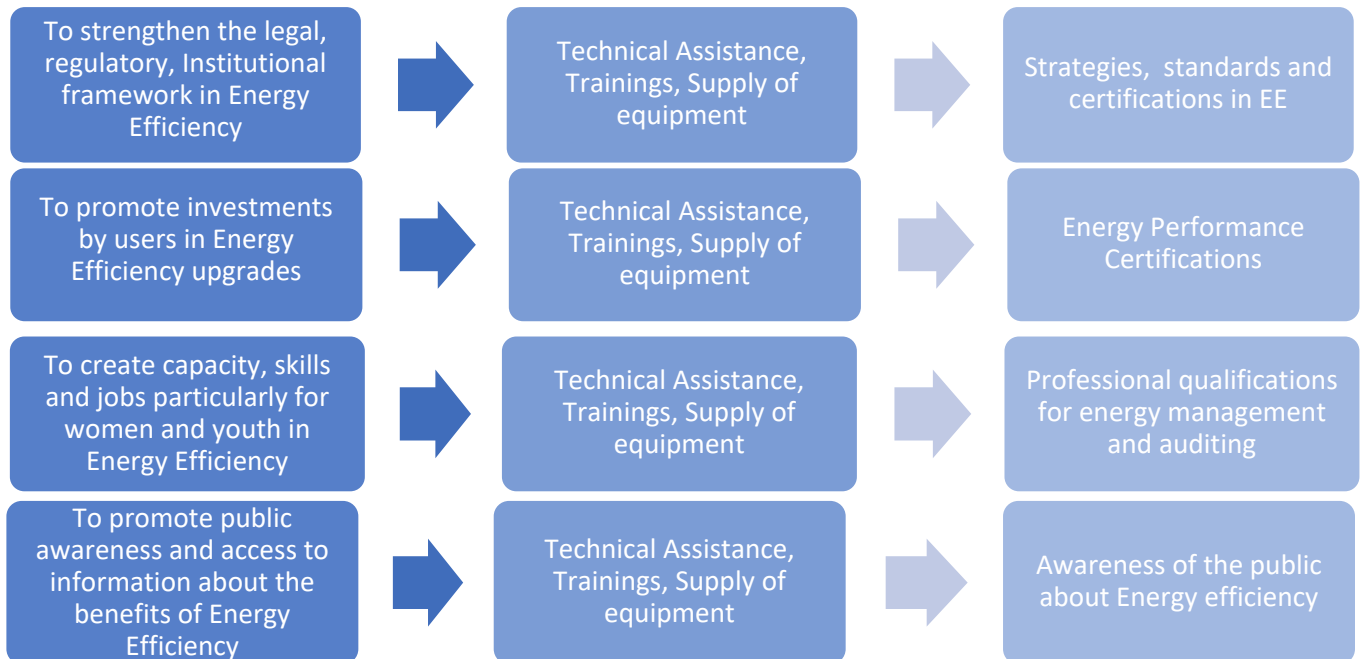 To strengthen the legal,
regulatory, Institutional
framework in Energy
Efficiency
Technical Assistance,
Trainings, Supply of
equipment
Strategies,  standards and
certifications in EE
To promote investments
by users in Energy
Efficiency upgrades
Technical Assistance,
Trainings, Supply of
equipment
Energy Performance
Certifications
To create capacity, skills
and jobs particularly for
women and youth in
Energy Efficiency
Technical Assistance,
Trainings, Supply of
equipment
Professional qualifications
for energy management
and auditing
To promote public
awareness and access to
information about the
benefits of Energy
Efficiency
Technical Assistance,
Trainings, Supply of
equipment
Awareness of the public
about Energy efficiency